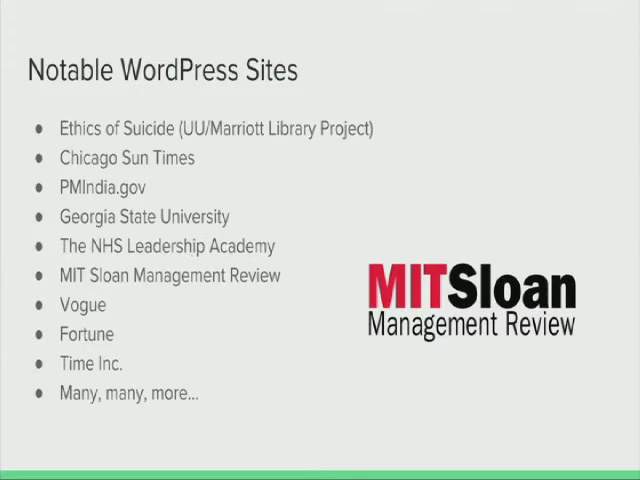 Notable WordPress Sites
● Ethics of Suicide (UU/Marriott Library Project)
● Chicago Sun Times
● PMIndia.gov
● Georgia State University
● The NHS Leadership Academy
● MIT Sloan Management Review
● Vogue
● Fortune
● Time Inc.
● Many, many, more...
MITSloan
Management Review